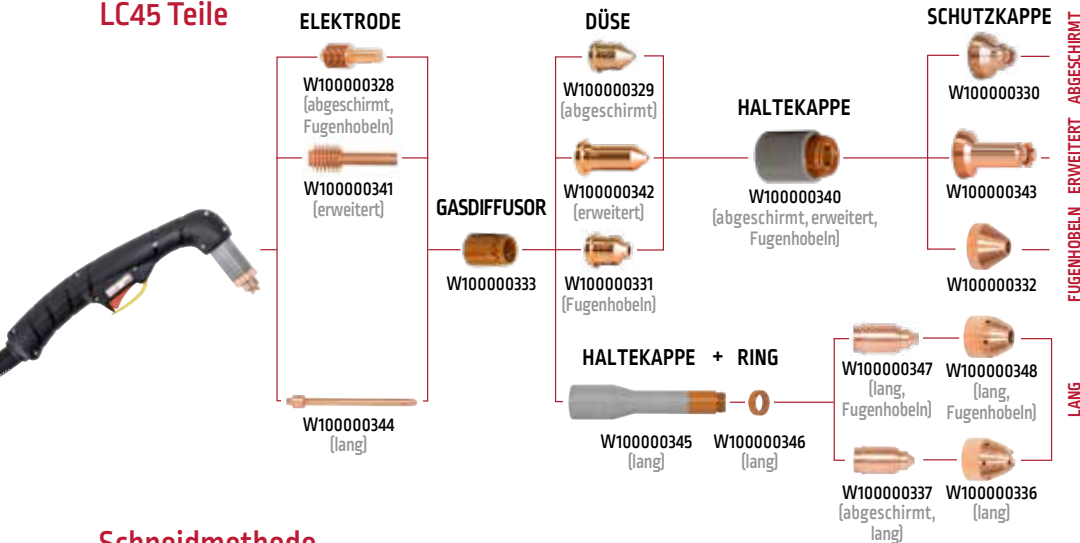 LC45 Teile
ELEKTRODE
W100000328
(abgeschirmt,
Fugenhobeln)
W100000341
(erweitert)
W100000344
(lang)
GASDIFFUSOR
W100000333
DÜSE
W100000329
(abgeschirmt)
W100000342
(erweitert)
W100000331
(Fugenhobeln)
HALTEKAPPE
W100000340
(abgeschirmt, erweitert,
Fugenhobeln)
SCHUTZKAPPE
W100000330
W100000343
W100000332
ABGESCHIRMT
ERWEITERT
FUGENHOBELN
HALTEKAPPE + RING
W100000345
(lang)
W100000346
(lang)
W100000347
(lang,
Fugenhobeln)
W100000348
(lang,
Fugenhobeln)
W100000337
(abgeschirmt,
lang)
W100000336
(lang)
LANG
Schneidmethode